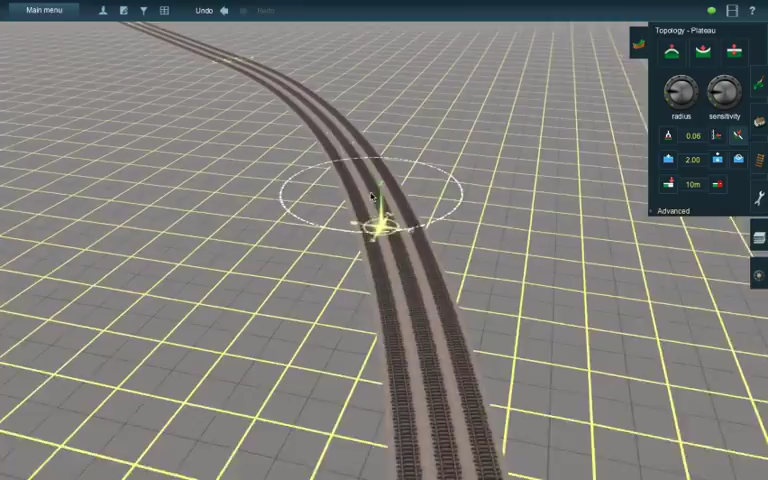 Main menu
Undo
Redo
?
Topology - Plateau
radius
sensitivity
0.06
2.00
10m
Advanced